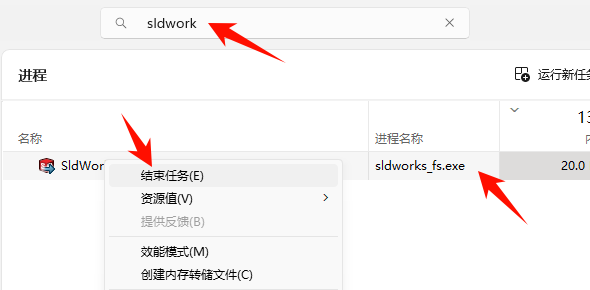 sldwork
进程
运行新任
13
名称
进程名称
SldWor
sldworks_fs.exe
20.0
结束任务(E)
资源值(V)
提供反馈(B)
效能模式(M)
创建内存转储文件(C)